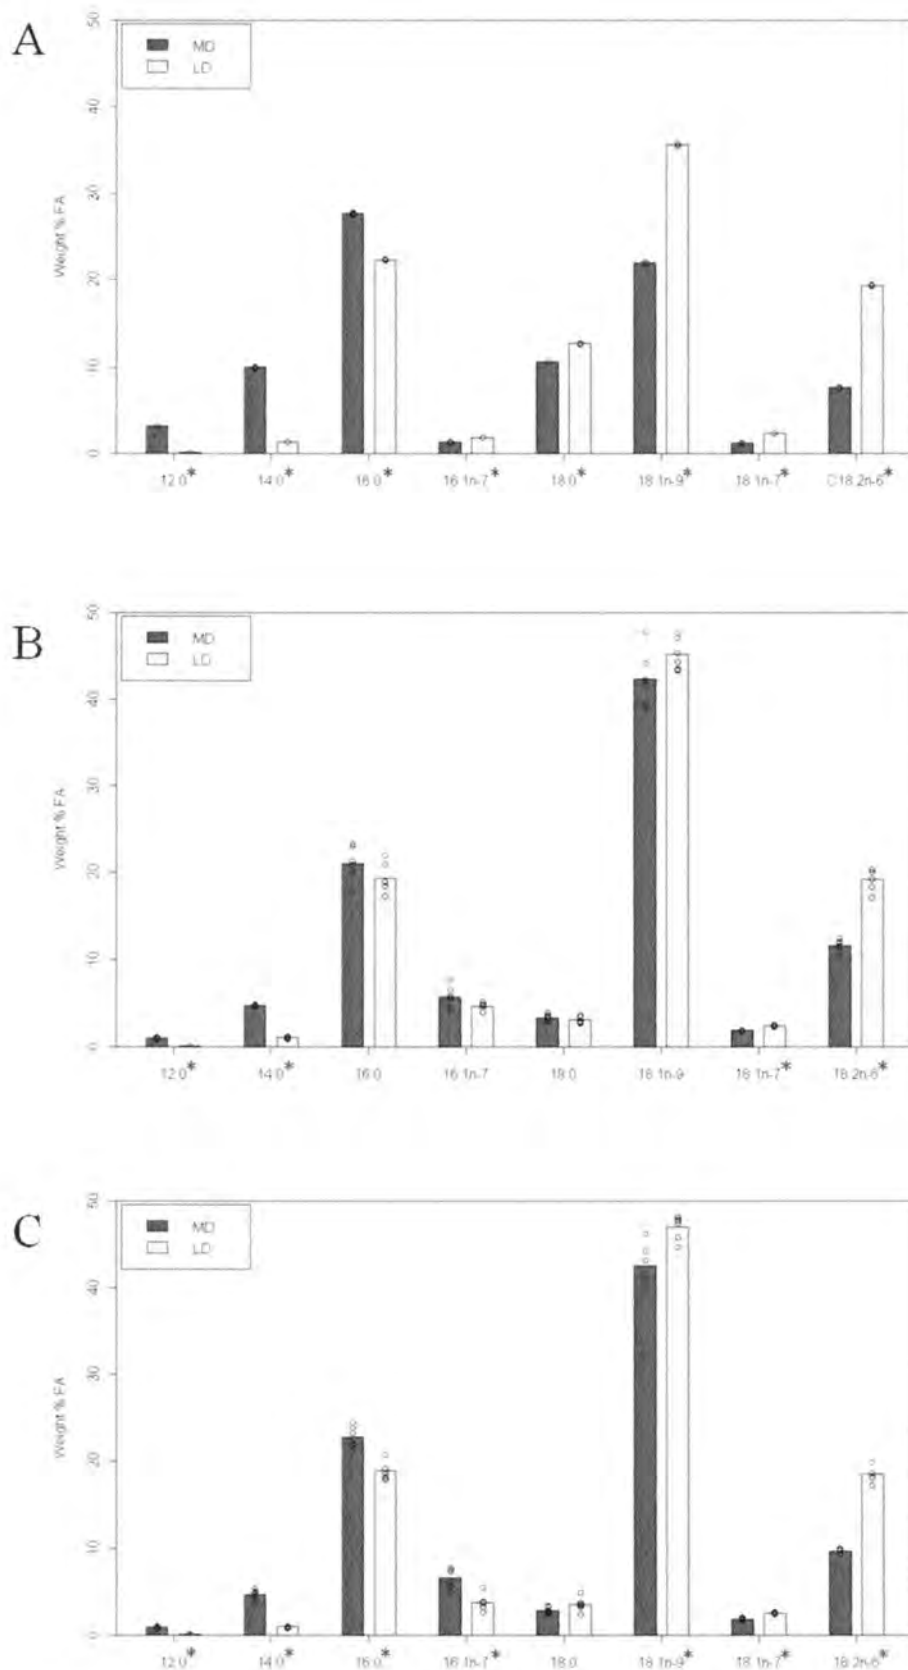 A
50
40
30
20
10
0
Weight % FA
MD
LD
12 0* 14 0* 16 0* 16 1n-7* 18 0* 18 1n-9* 18 1n-7* C18 2n-6*
B
50
40
30
20
10
0
Weight % FA
MD
LD
12 0* 14 0* 16 0 16 1n-7 18 0 18 1n-9 18 1n-7* 18 2n-6*
C
50
40
30
20
10
0
Weight % FA
MD
LD
12 0* 14 0* 16 0* 16 1n-7* 18 0 18 1n-9* 18 1n-7* 18 2n-6*